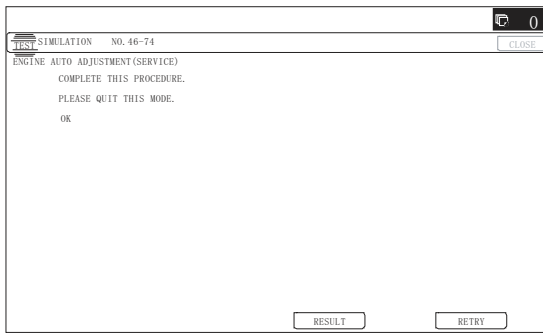 0
TEST SIMULATION NO.46-74
CLOSE
ENGINE AUTO ADJUSTMENT(SERVICE)
COMPLETE THIS PROCEDURE.
PLEASE QUIT THIS MODE.
OK
RESULT RETRY